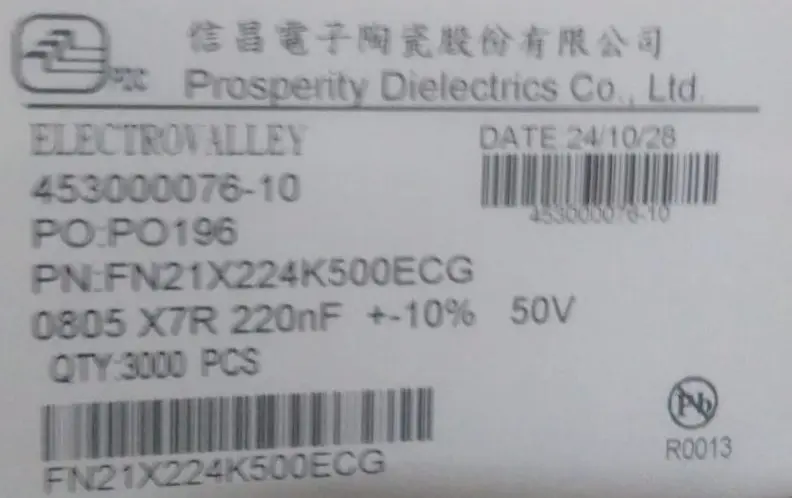 信昌電子陶瓷股份有限公司
PDC Prosperity Dielectrics Co., Ltd.
ELECTROVALLEY DATE 24/10/28
453000076-10
453000076-10
PO:PO196
PN:FN21X224K500ECG
0805 X7R 220nF +-10% 50V
QTY:3000 PCS
Pb
FN21X224K500ECG
R0013